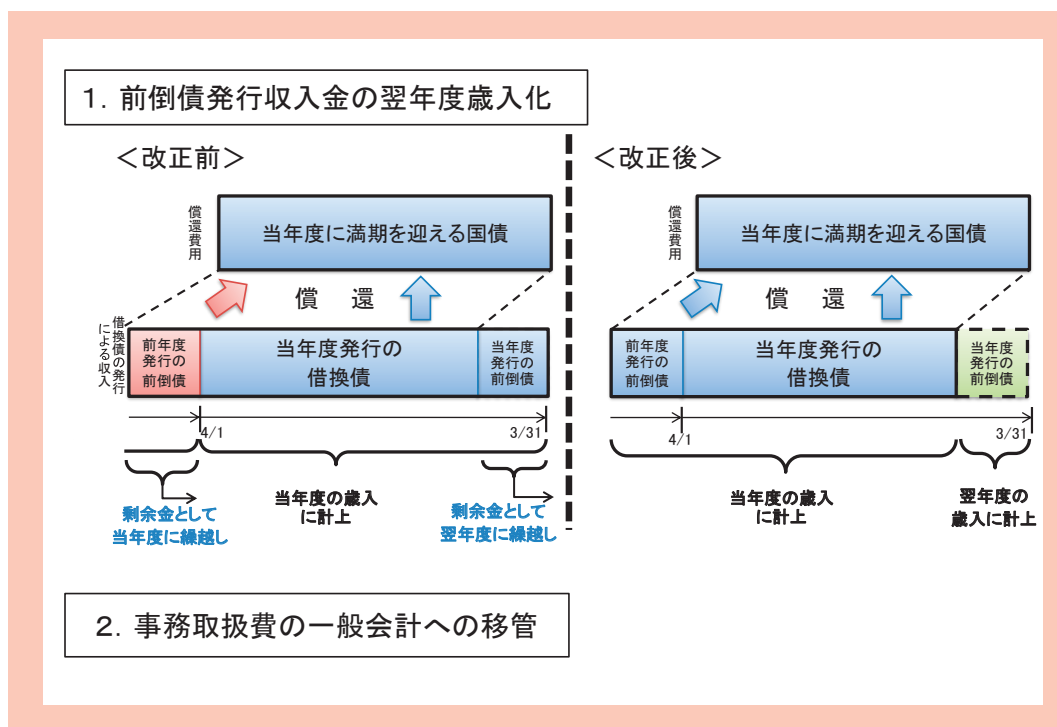 １．前倒債発行収入金の翌年度歳入化
＜改正前＞
償還費用
当年度に満期を迎える国債
償　還
借換債の発行
による収入
前年度
発行の
前倒債
当年度発行の
借換債
当年度
発行の
前倒債
4/1
3/31
剰余金として
当年度に繰越し
当年度の歳入
に計上
剰余金として
翌年度に繰越し
＜改正後＞
償還費用
当年度に満期を迎える国債
償　還
前年度
発行の
前倒債
当年度発行の
借換債
当年度
発行の
前倒債
4/1
3/31
当年度の歳入
に計上
翌年度の
歳入に計上
２．事務取扱費の一般会計への移管